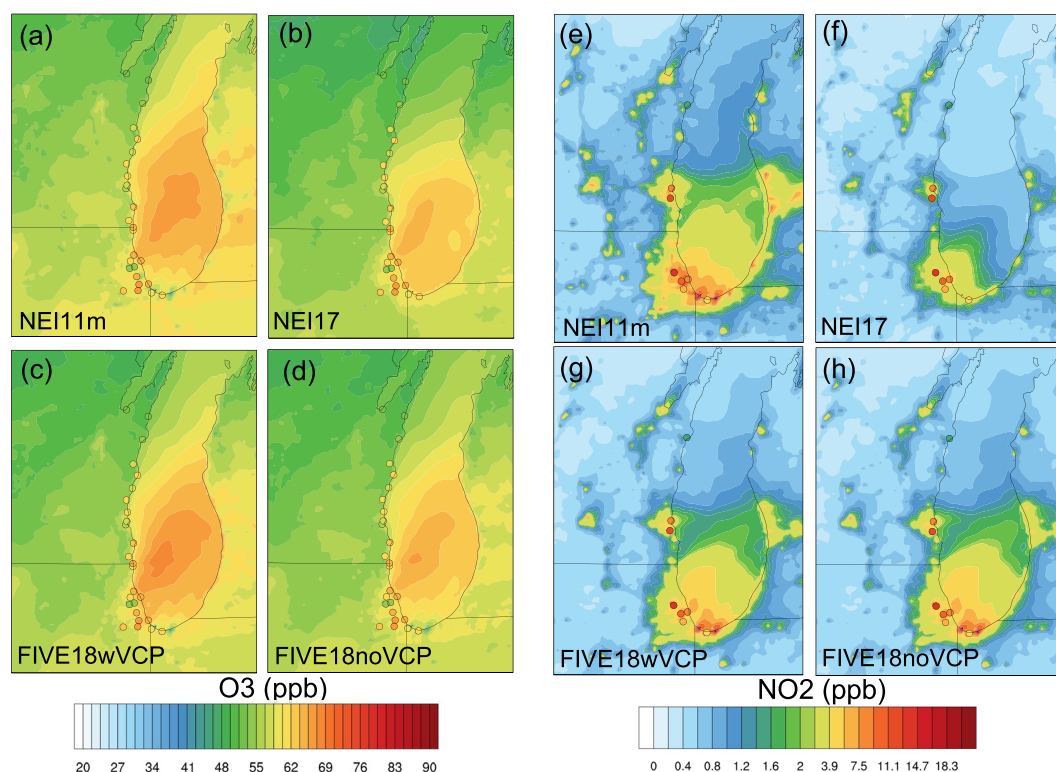 (a)
(b)
(e)
(f)
NEI11m
NEI17
NEI11m
NEI17
(c)
(d)
(g)
(h)
FIVE18wVCP
FIVE18noVCP
FIVE18wVCP
FIVE18noVCP
O3 (ppb)
NO2 (ppb)
20 27 34 41 48 55 62 69 76 83 90
0 0.4 0.8 1.2 1.6 2 3.9 7.5 11.1 14.7 18.3